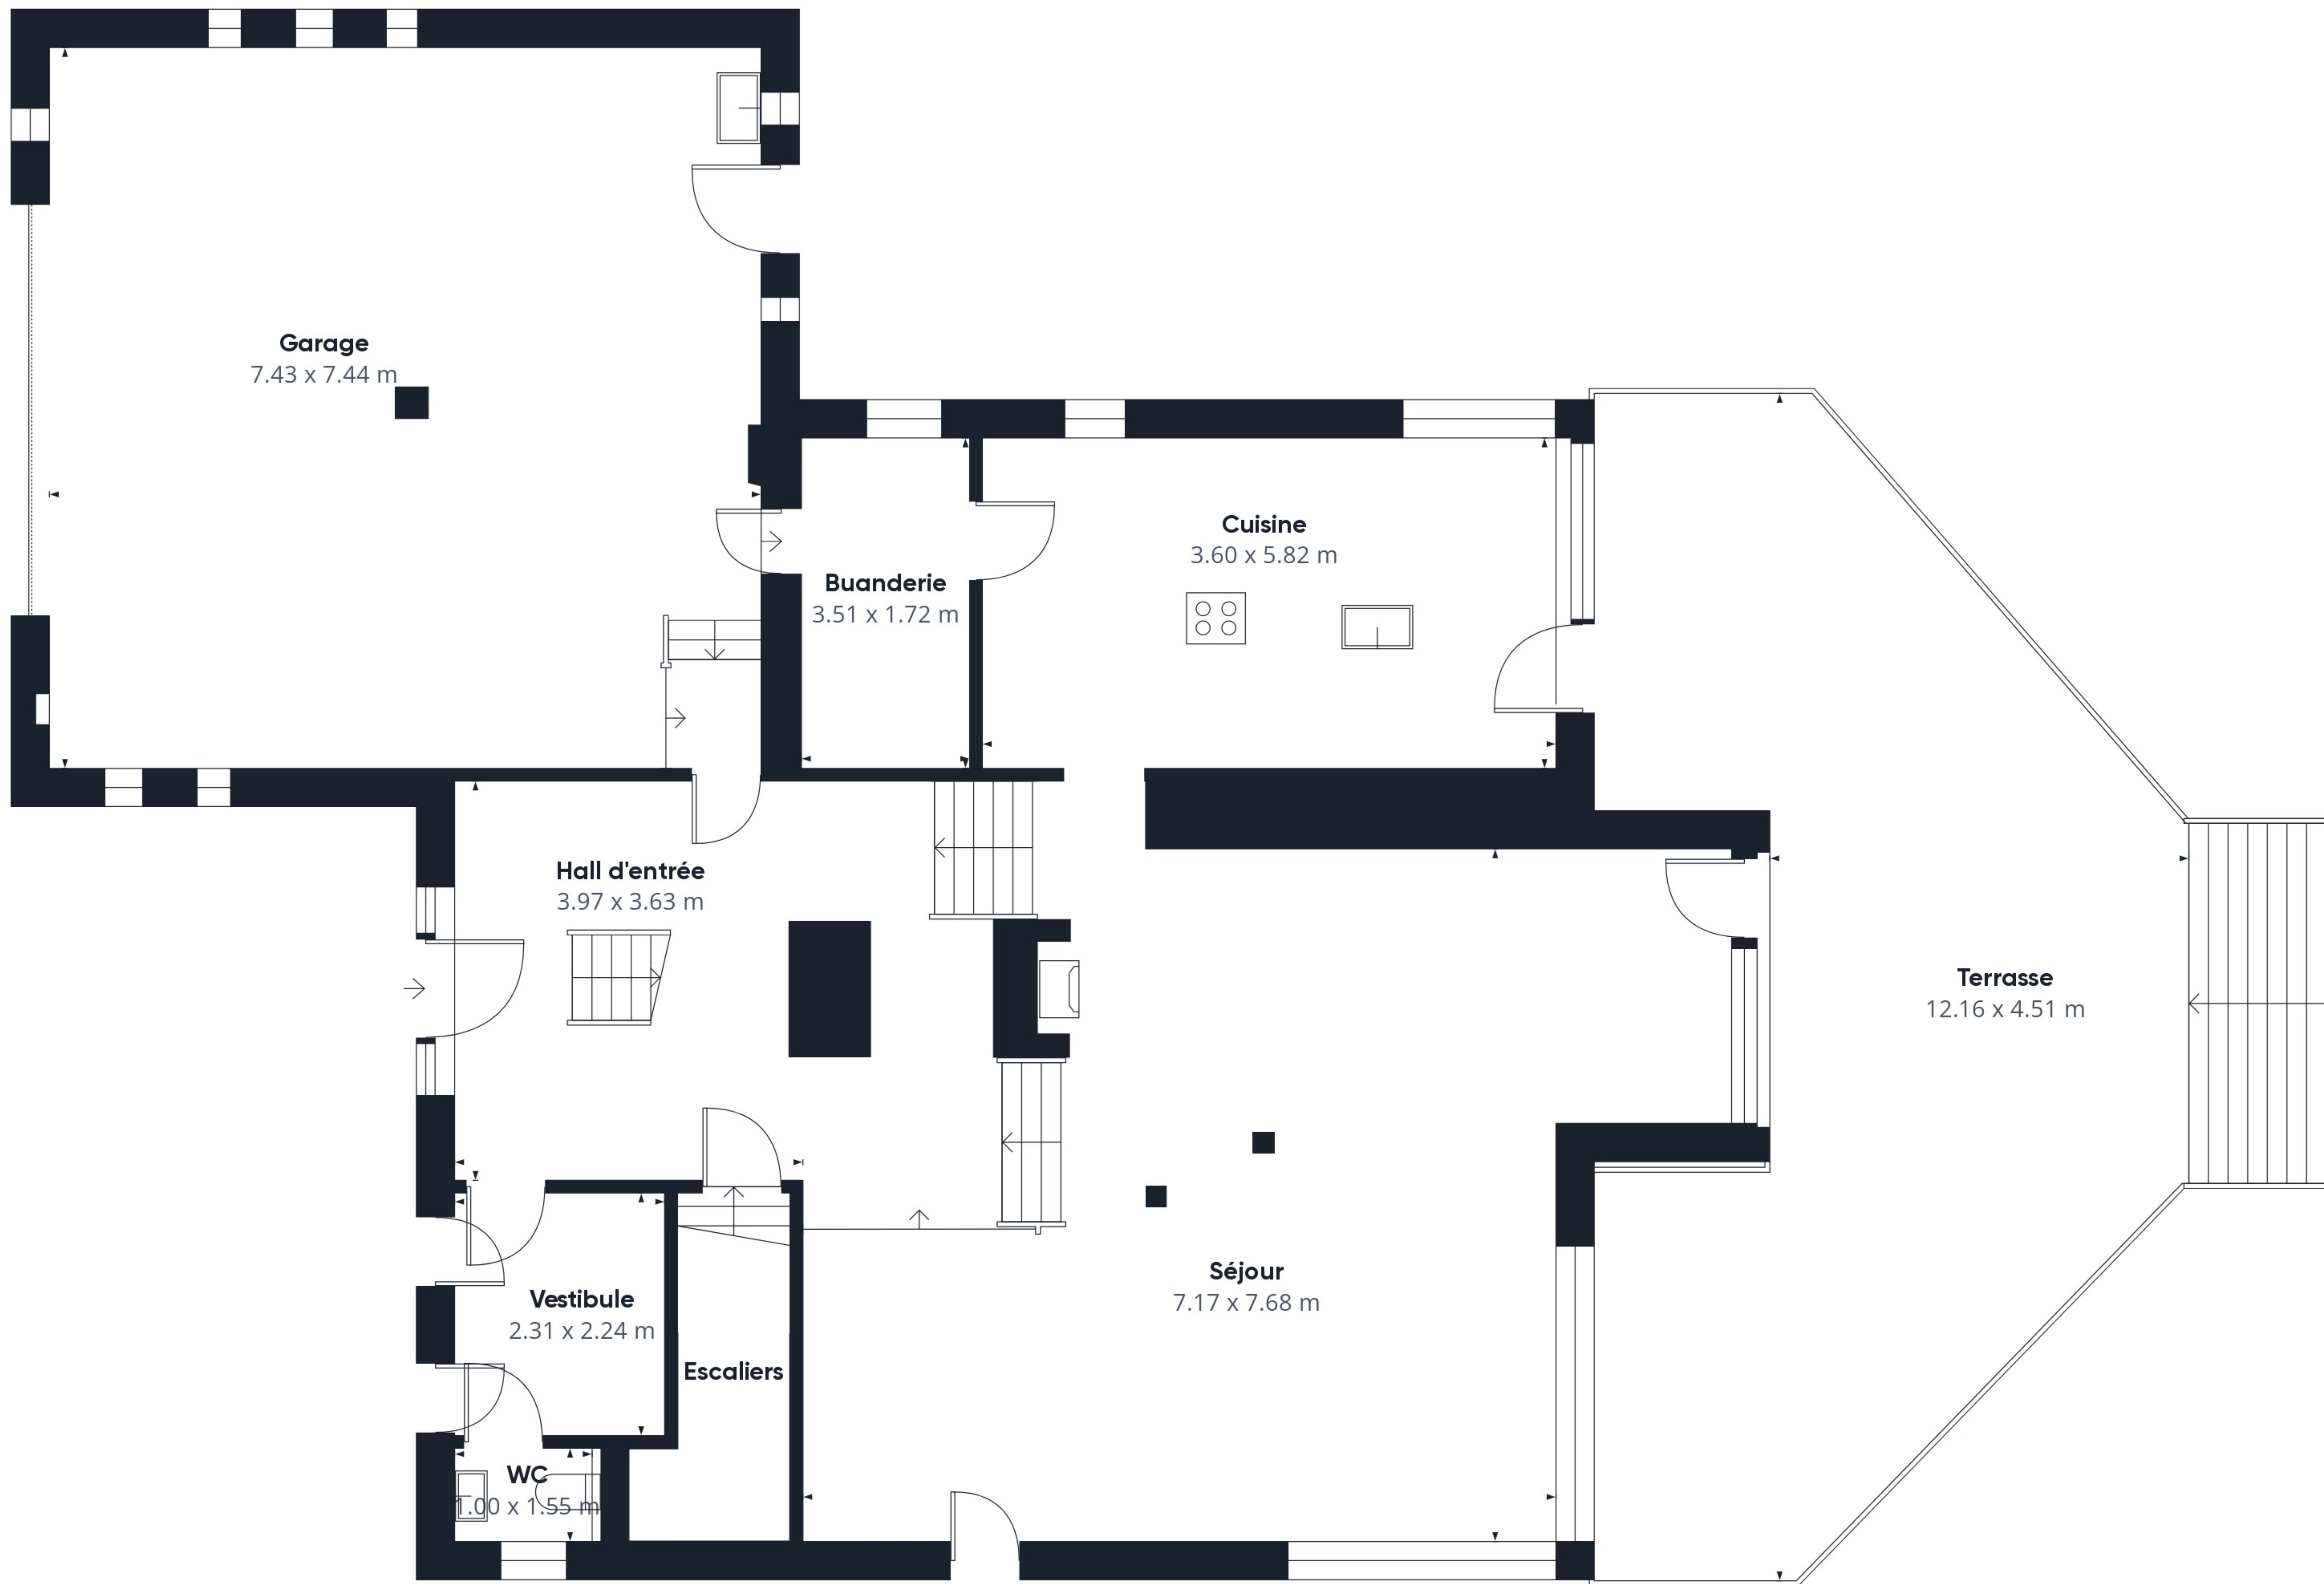 Garage
7.43 x 7.44 m
Cuisine
3.60 x 5.82 m
Buanderie
3.51 x 1.72 m
Hall d'entrée
3.97 x 3.63 m
Terrasse
12.16 x 4.51 m
Séjour
7.17 x 7.68 m
Vestibule
2.31 x 2.24 m
Escaliers
WC
1.00 x 1.55 m